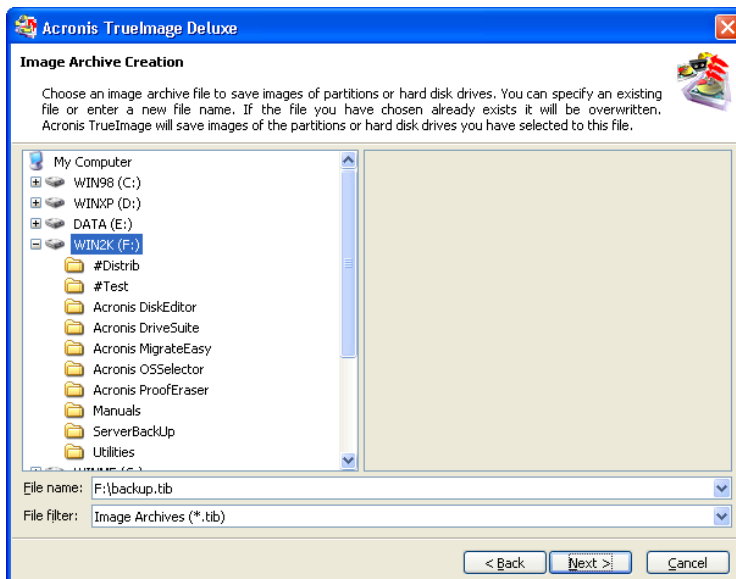 Acronis TrueImage Deluxe
Image Archive Creation
Choose an image archive file to save images of partitions or hard disk drives. You can specify an existing
file or enter a new file name. If the file you have chosen already exists it will be overwritten.
Acronis TrueImage will save images of the partitions or hard disk drives you have selected to this file.
My Computer
WIN98 (C:)
WINXP (D:)
DATA (E:)
WIN2K (F:)
#Distrib
#Test
Acronis DiskEditor
Acronis DriveSuite
Acronis MigrateEasy
Acronis OSSelector
Acronis ProofEraser
Manuals
ServerBackUp
Utilities
File name: F:\backup.tib
File filter: Image Archives (*.tib)
< Back Next > Cancel